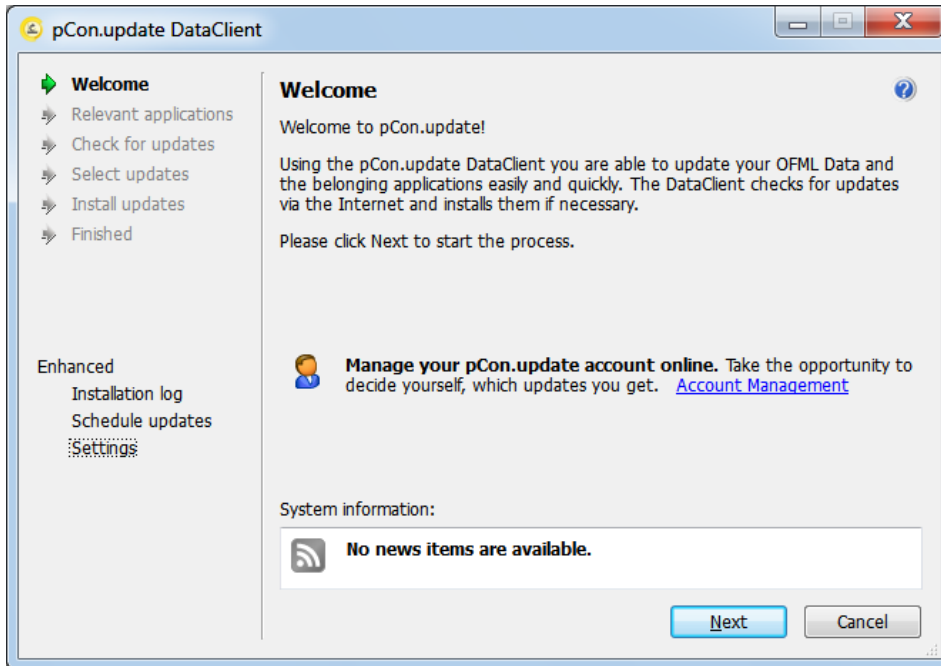 pCon.update DataClient
Welcome
Relevant applications
Check for updates
Select updates
Install updates
Finished
Enhanced
Installation log
Schedule updates
Settings
Welcome
Welcome to pCon.update!
Using the pCon.update DataClient you are able to update your OFML Data and
the belonging applications easily and quickly. The DataClient checks for updates
via the Internet and installs them if necessary.
Please click Next to start the process.
Manage your pCon.update account online. Take the opportunity to
decide yourself, which updates you get. Account Management
System information:
No news items are available.
Next
Cancel